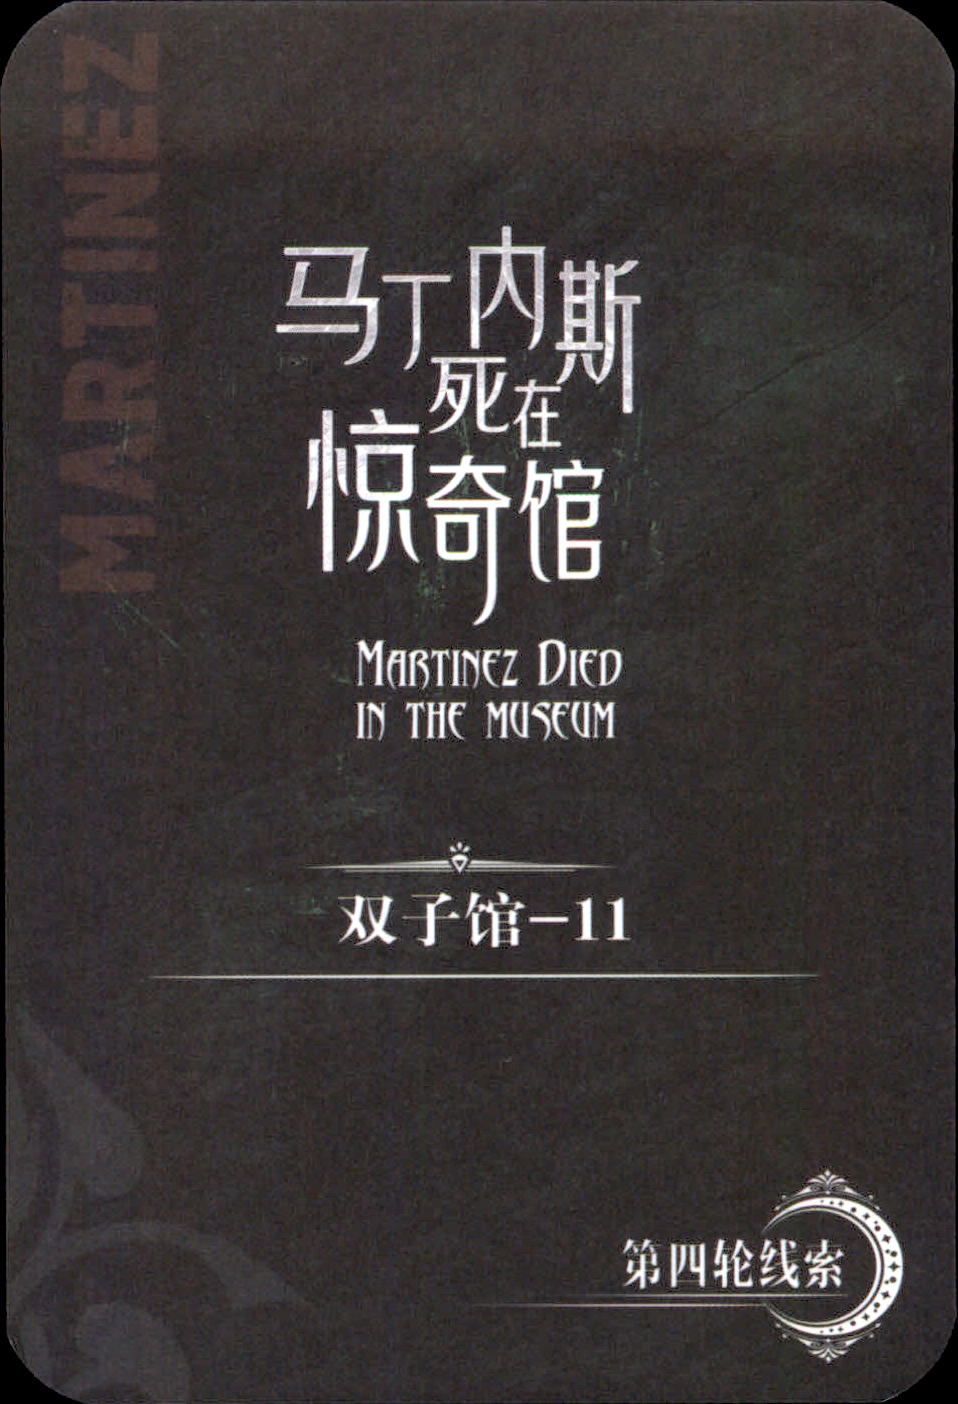 MARTINEZ
马丁内斯
死在
惊奇馆
MARTINEZ DIED
IN THE MUSEUM
双子馆-11
第四轮线索